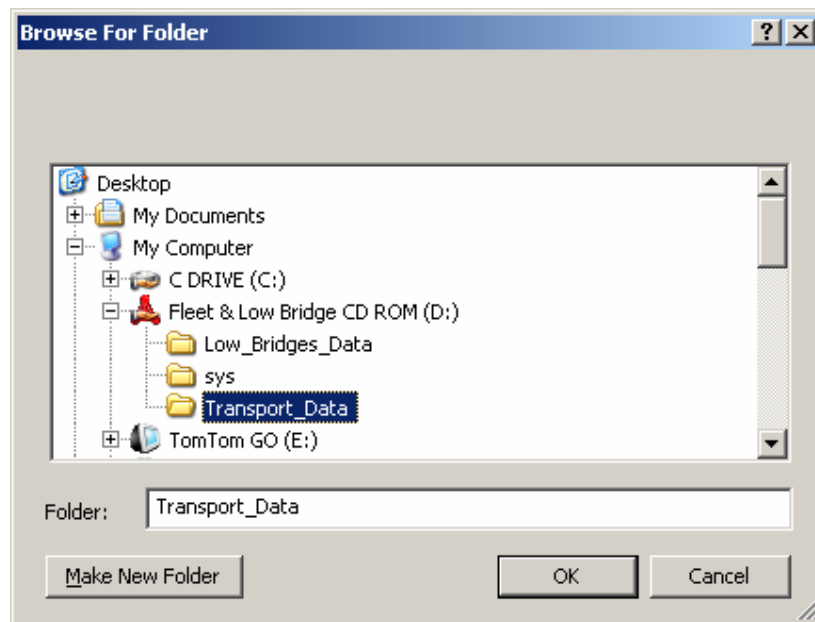 Browse For Folder
Desktop
My Documents
My Computer
C DRIVE (C:)
Fleet & Low Bridge CD ROM (D:)
Low_Bridges_Data
sys
Transport_Data
TomTom GO (E:)
Folder: Transport_Data
Make New Folder OK Cancel